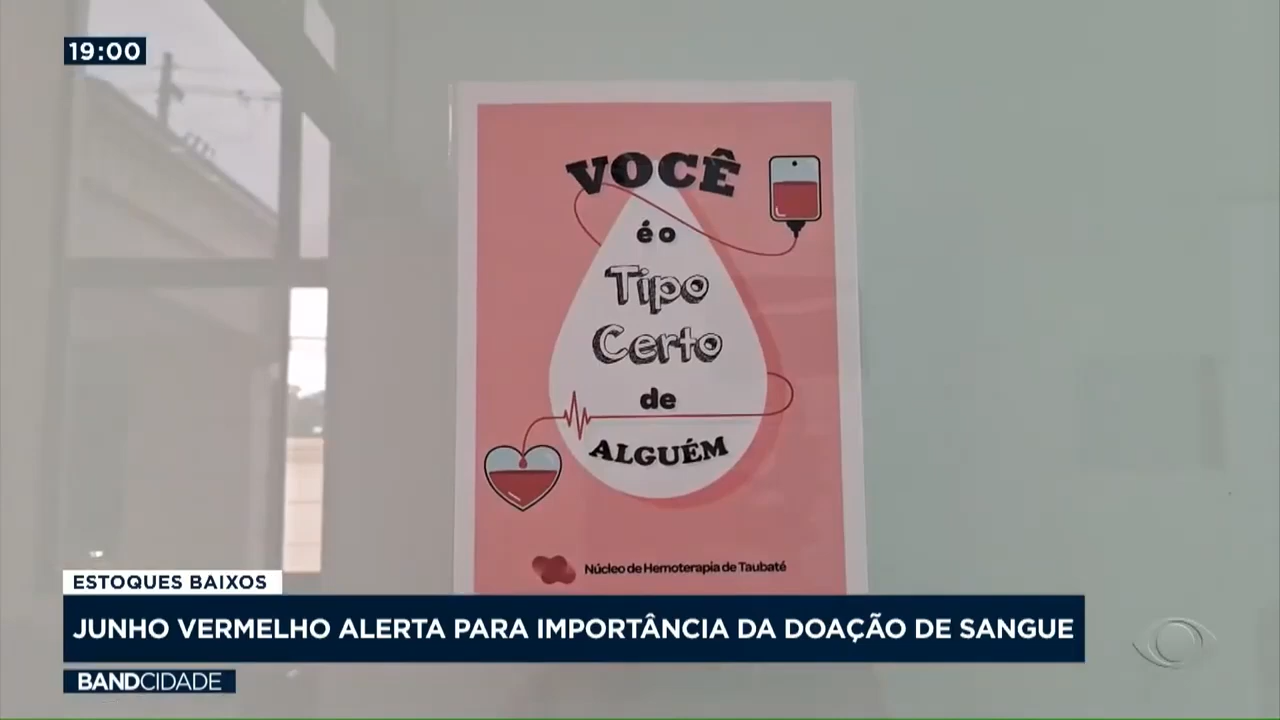 19:00
VOCÊ
é o
Tipo
Certo
de
ALGUÉM
Núcleo de Hemoterapia de Taubaté
ESTOQUES BAIXOS
JUNHO VERMELHO ALERTA PARA IMPORTÂNCIA DA DOAÇÃO DE SANGUE
BANDCIDADE